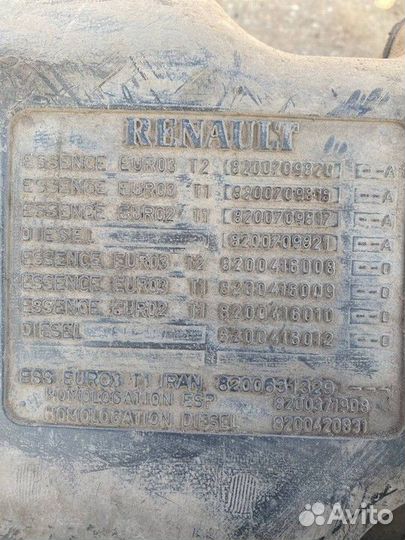 RENAULT
ESSENCE EURO3 T2 [8200709820] --A
ESSENCE EURO3 T1 [8200709818] --A
ESSENCE EURO2 T1 [8200709817] --A
DIESEL [8200709821] --A
ESSENCE EURO3 T2 8200416008 --C
ESSENCE EURO3 T1 8200416009 --C
ESSENCE EURO2 T1 8200416010 --C
DIESEL 8200416012 --C
ESS EURO3 T1 IRAN 8200631329 ---
HOMOLOGATION ESP 8200371908
HOMOLOGATION DIESEL 8200420831
Avito